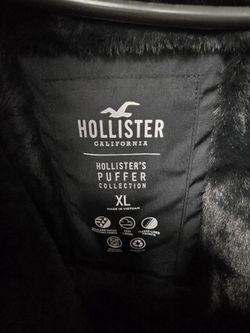 HOLLISTER
CALIFORNIA
HOLLISTER'S
PUFFER
COLLECTION
XL
MADE IN VIETNAM